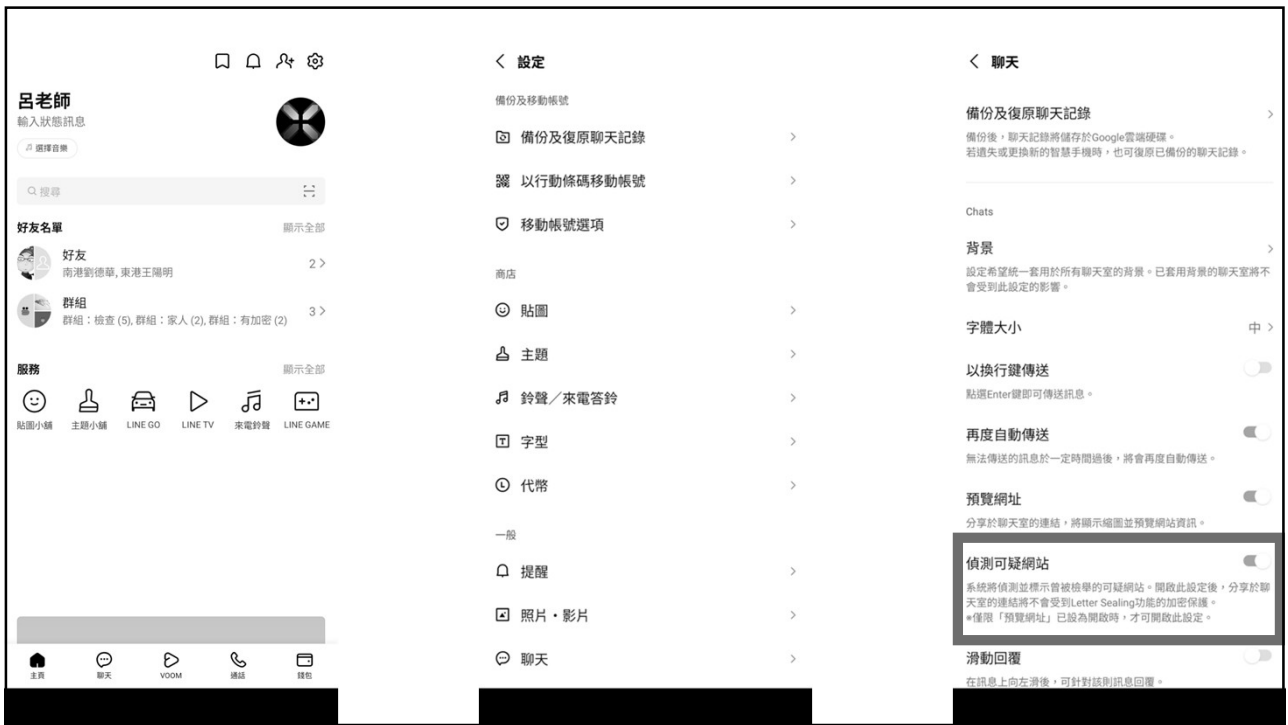 呂老師
輸入狀態訊息
選擇音樂
搜尋
好友名單 顯示全部
好友 2
南港劉德華, 東港王陽明
群組 3
群組：檢查 (5), 群組：家人 (2), 群組：有加密 (2)
服務 顯示全部
貼圖小舖 主題小舖 LINE GO LINE TV 來電鈴聲 LINE GAME
主頁 聊天 VOOM 通話 錢包
設定
備份及移動帳號
備份及復原聊天記錄
以行動條碼移動帳號
移動帳號選項
商店
貼圖
主題
鈴聲／來電答鈴
字型
代幣
一般
提醒
照片・影片
聊天
聊天
備份及復原聊天記錄
備份後，聊天記錄將儲存於Google雲端硬碟。
若遺失或更換新的智慧手機時，也可復原已備份的聊天記錄。
Chats
背景
設定希望統一套用於所有聊天室的背景。已套用背景的聊天室將不
會受到此設定的影響。
字體大小 中
以換行鍵傳送
點選Enter鍵即可傳送訊息。
再度自動傳送
無法傳送的訊息於一定時間過後，將會再度自動傳送。
預覽網址
分享於聊天室的連結，將顯示縮圖並預覽網站資訊。
偵測可疑網站
系統將偵測並標示曾被檢舉的可疑網站。開啟此設定後，分享於聊
天室的連結將不會受到Letter Sealing功能的加密保護。
*僅限「預覽網址」已設為開啟時，才可開啟此設定。
滑動回覆
在訊息上向左滑後，可針對該則訊息回覆。